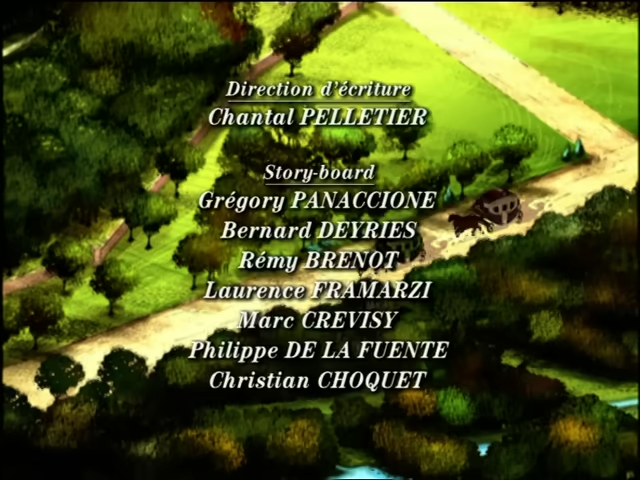 Direction d'écriture
Chantal PELLETIER
Story-board
Grégory PANACCIONE
Bernard DEYRIES
Rémy BRENOT
Laurence FRAMARZI
Marc CREVISY
Philippe DE LA FUENTE
Christian CHOQUET